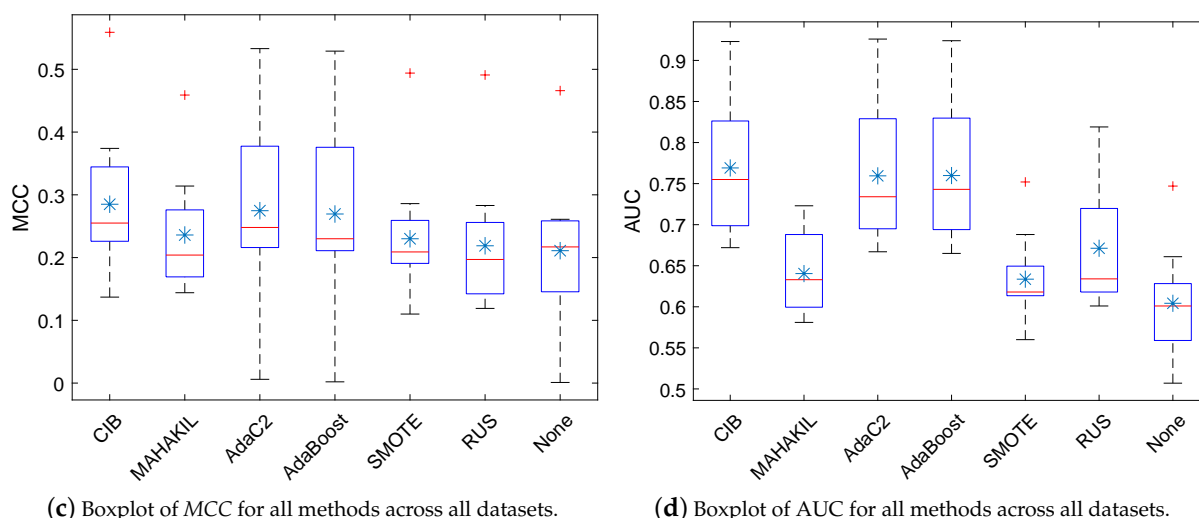 0.5
0.4
0.3
0.2
0.1
0
MCC
CIB
MAHAKIL
AdaC2
AdaBoost
SMOTE
RUS
None
(c) Boxplot of MCC for all methods across all datasets.
0.9
0.85
0.8
0.75
0.7
0.65
0.6
0.55
0.5
AUC
CIB
MAHAKIL
AdaC2
AdaBoost
SMOTE
RUS
None
(d) Boxplot of AUC for all methods across all datasets.